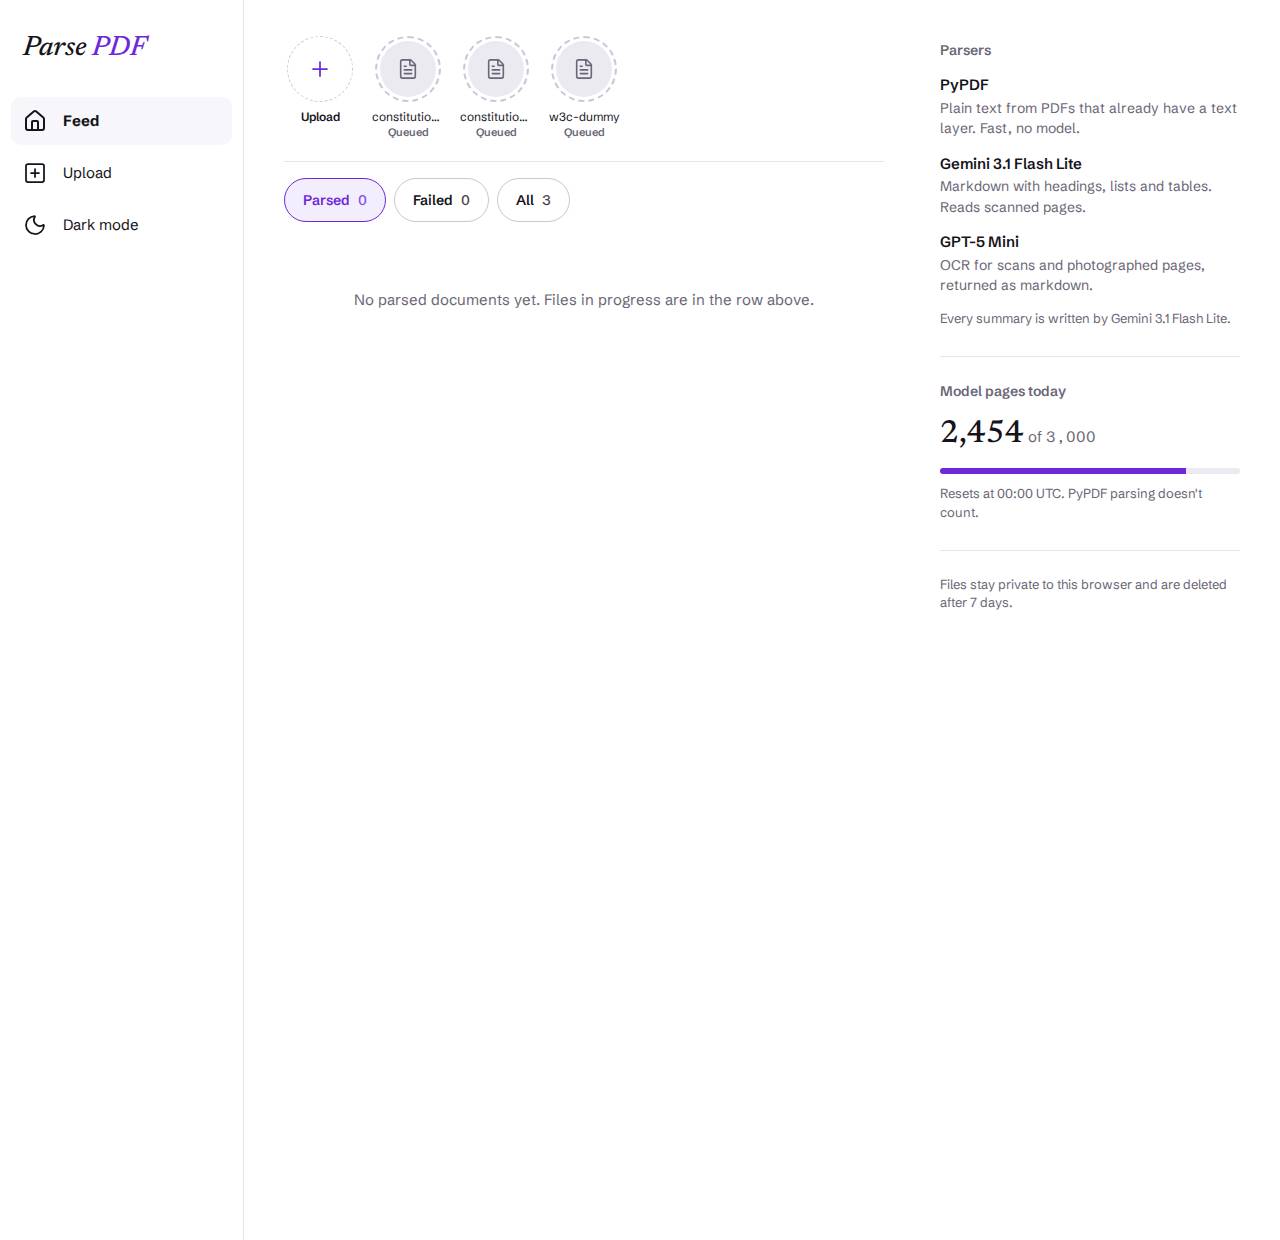 Parse PDF
Feed
Upload
Dark mode
Upload
constitutio...
Queued
constitutio...
Queued
w3c-dummy
Queued
Parsed 0
Failed 0
All 3
No parsed documents yet. Files in progress are in the row above.
Parsers
PyPDF
Plain text from PDFs that already have a text
layer. Fast, no model.
Gemini 3.1 Flash Lite
Markdown with headings, lists and tables.
Reads scanned pages.
GPT-5 Mini
OCR for scans and photographed pages,
returned as markdown.
Every summary is written by Gemini 3.1 Flash Lite.
Model pages today
2,454 of 3,000
Resets at 00:00 UTC. PyPDF parsing doesn't
count.
Files stay private to this browser and are deleted
after 7 days.